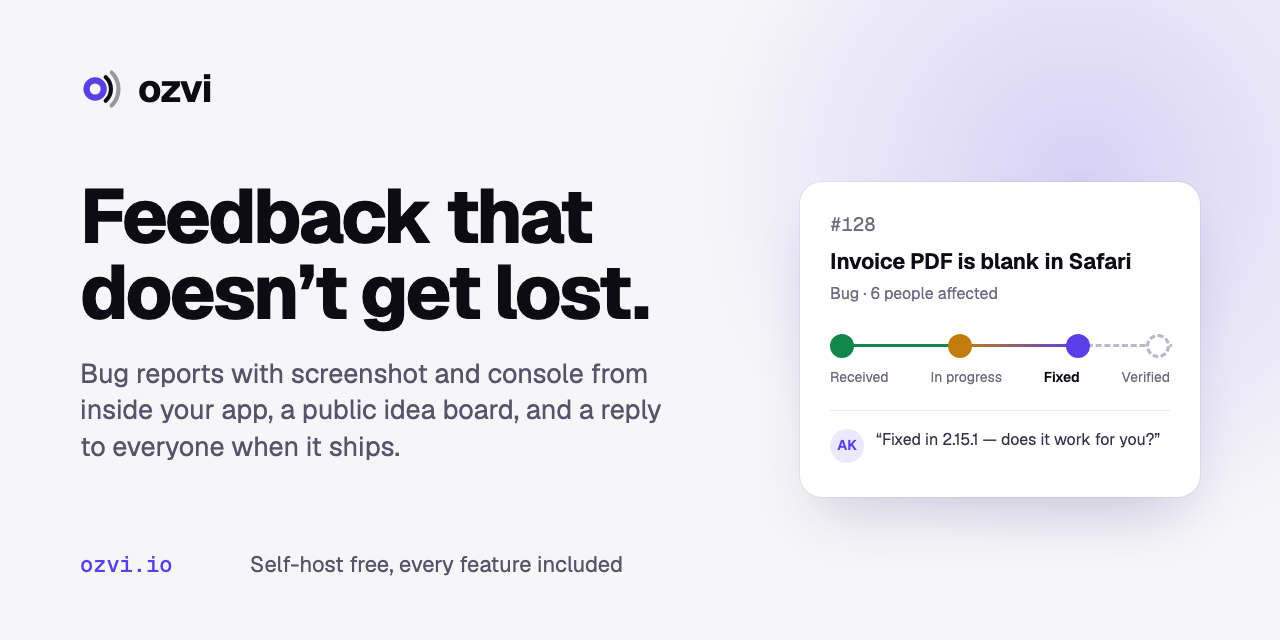 ozvi
Feedback that
doesn’t get lost.
Bug reports with screenshot and console from
inside your app, a public idea board, and a reply
to everyone when it ships.
ozvi.io
Self-host free, every feature included
#128
Invoice PDF is blank in Safari
Bug · 6 people affected
Received
In progress
Fixed
Verified
AK
“Fixed in 2.15.1 — does it work for you?”